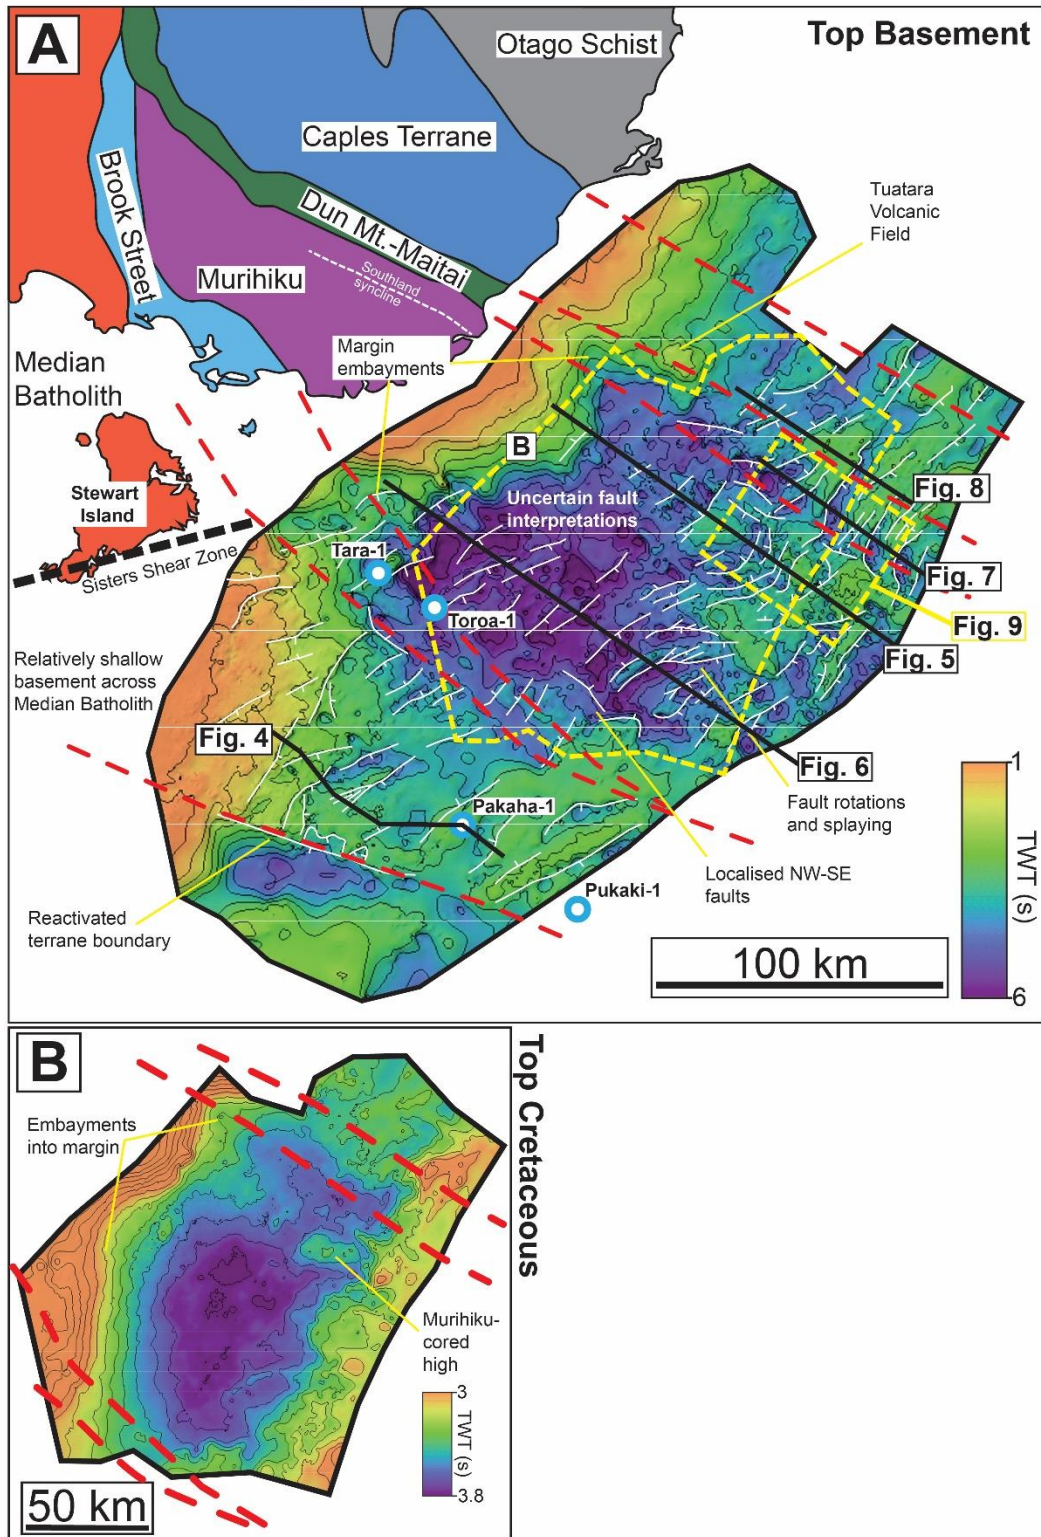 A
Top Basement
Otago Schist
Caples Terrane
Brook Street
Dun Mt.-Maitai
Murihiku
Southland
syncline
Tuatara
Volcanic
Field
Margin
embayments
Median
Batholith
Stewart
Island
Sisters Shear Zone
B
Uncertain fault
interpretations
Fig. 8
Tara-1
Fig. 7
Toroa-1
Fig. 9
Fig. 5
Relatively shallow
basement across
Median Batholith
Fig. 4
Fig. 6
Pakaha-1
Fault rotations
and splaying
Localised NW-SE
faults
Pukaki-1
Reactivated
terrane boundary
100 km
1
TWT (s)
6
B
Top Cretaceous
Embayments
into margin
Murihiku-
cored
high
3
TWT (s)
3.8
50 km